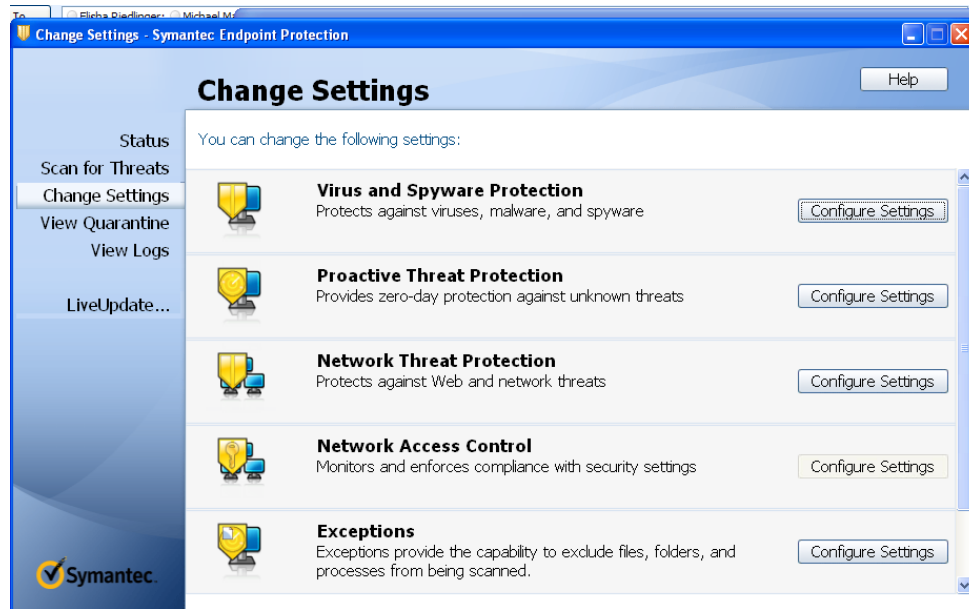 To...
Elisha Riedlinger; Michael
Change Settings - Symantec Endpoint Protection
Change Settings
Help
Status
Scan for Threats
Change Settings
View Quarantine
View Logs
LiveUpdate...
You can change the following settings:
Virus and Spyware Protection
Protects against viruses, malware, and spyware
Configure Settings
Proactive Threat Protection
Provides zero-day protection against unknown threats
Configure Settings
Network Threat Protection
Protects against Web and network threats
Configure Settings
Network Access Control
Monitors and enforces compliance with security settings
Configure Settings
Exceptions
Exceptions provide the capability to exclude files, folders, and
processes from being scanned.
Configure Settings
Symantec.